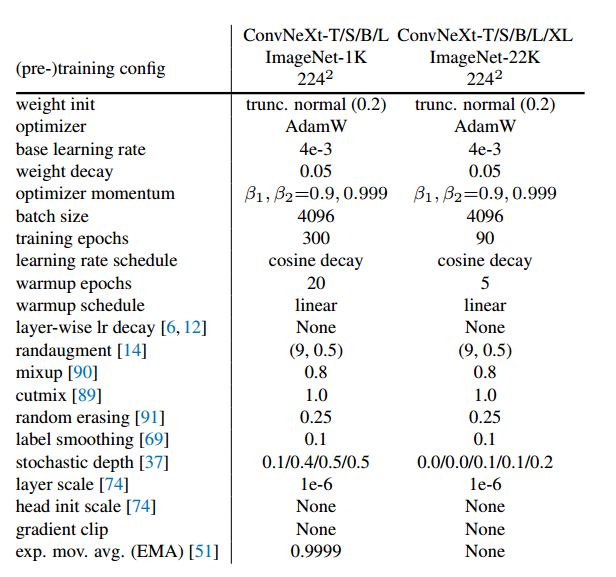 ConvNeXt-T/S/B/L ConvNeXt-T/S/B/L/XL
(pre-)training config ImageNet-1K ImageNet-22K
224² 224²
weight init trunc. normal (0.2) trunc. normal (0.2)
optimizer AdamW AdamW
base learning rate 4e-3 4e-3
weight decay 0.05 0.05
optimizer momentum β₁, β₂=0.9, 0.999 β₁, β₂=0.9, 0.999
batch size 4096 4096
training epochs 300 90
learning rate schedule cosine decay cosine decay
warmup epochs 20 5
warmup schedule linear linear
layer-wise lr decay [6, 12] None None
randaugment [14] (9, 0.5) (9, 0.5)
mixup [90] 0.8 0.8
cutmix [89] 1.0 1.0
random erasing [91] 0.25 0.25
label smoothing [69] 0.1 0.1
stochastic depth [37] 0.1/0.4/0.5/0.5 0.0/0.0/0.1/0.1/0.2
layer scale [74] 1e-6 1e-6
head init scale [74] None None
gradient clip None None
exp. mov. avg. (EMA) [51] 0.9999 None